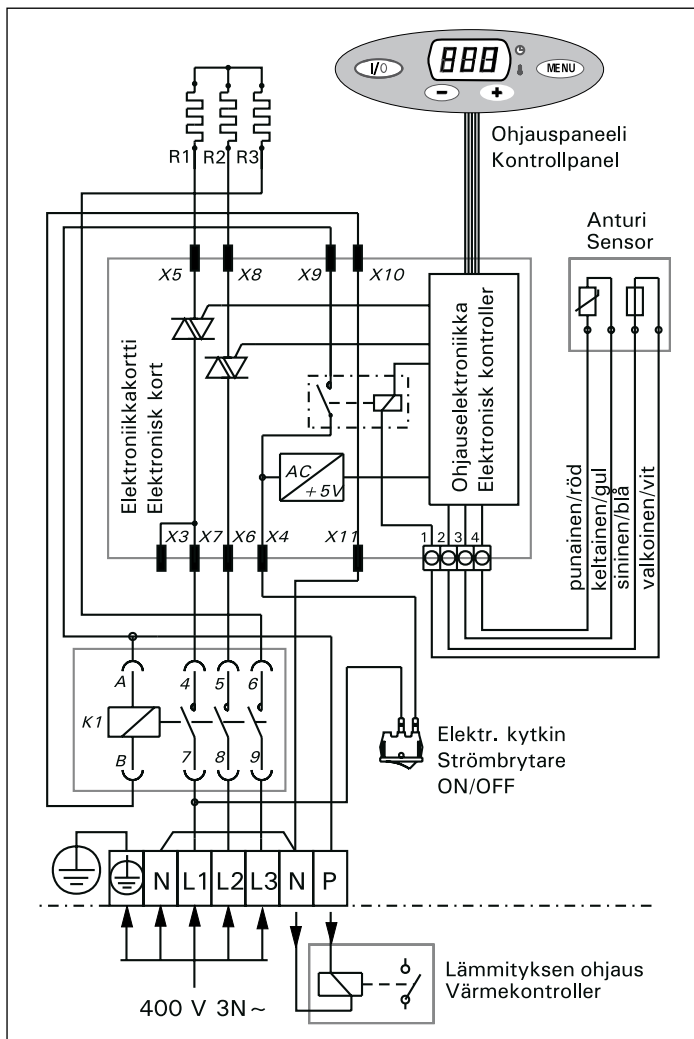 I/O
888
MENU
−
+
Ohjauspaneeli
Kontrollpanel
R1
R2
R3
Anturi
Sensor
X5
X8
X9
X10
Elektroniikkakortti
Elektronisk kort
Ohjauselektroniikka
Elektronisk kontroller
AC
+5V
punainen/röd
keltainen/gul
sininen/blå
valkoinen/vit
X3
X7
X6
X4
X11
1
2
3
4
A
4
5
6
K1
B
7
8
9
Elektr. kytkin
Strömbrytare
ON/OFF
N
L1
L2
L3
N
P
400 V 3N~
Lämmityksen ohjaus
Värmekontroller